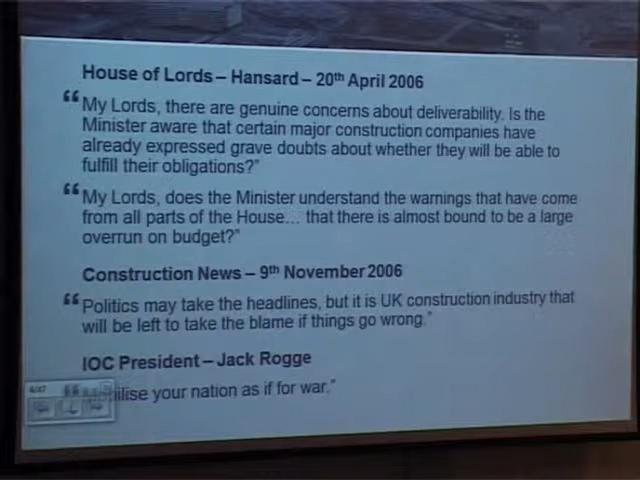 House of Lords – Hansard – 20th April 2006
“My Lords, there are genuine concerns about deliverability. Is the
Minister aware that certain major construction companies have
already expressed grave doubts about whether they will be able to
fulfill their obligations?”
“My Lords, does the Minister understand the warnings that have come
from all parts of the House... that there is almost bound to be a large
overrun on budget?”
Construction News – 9th November 2006
“Politics may take the headlines, but it is UK construction industry that
will be left to take the blame if things go wrong.”
IOC President – Jack Rogge
your nation as if for war.”